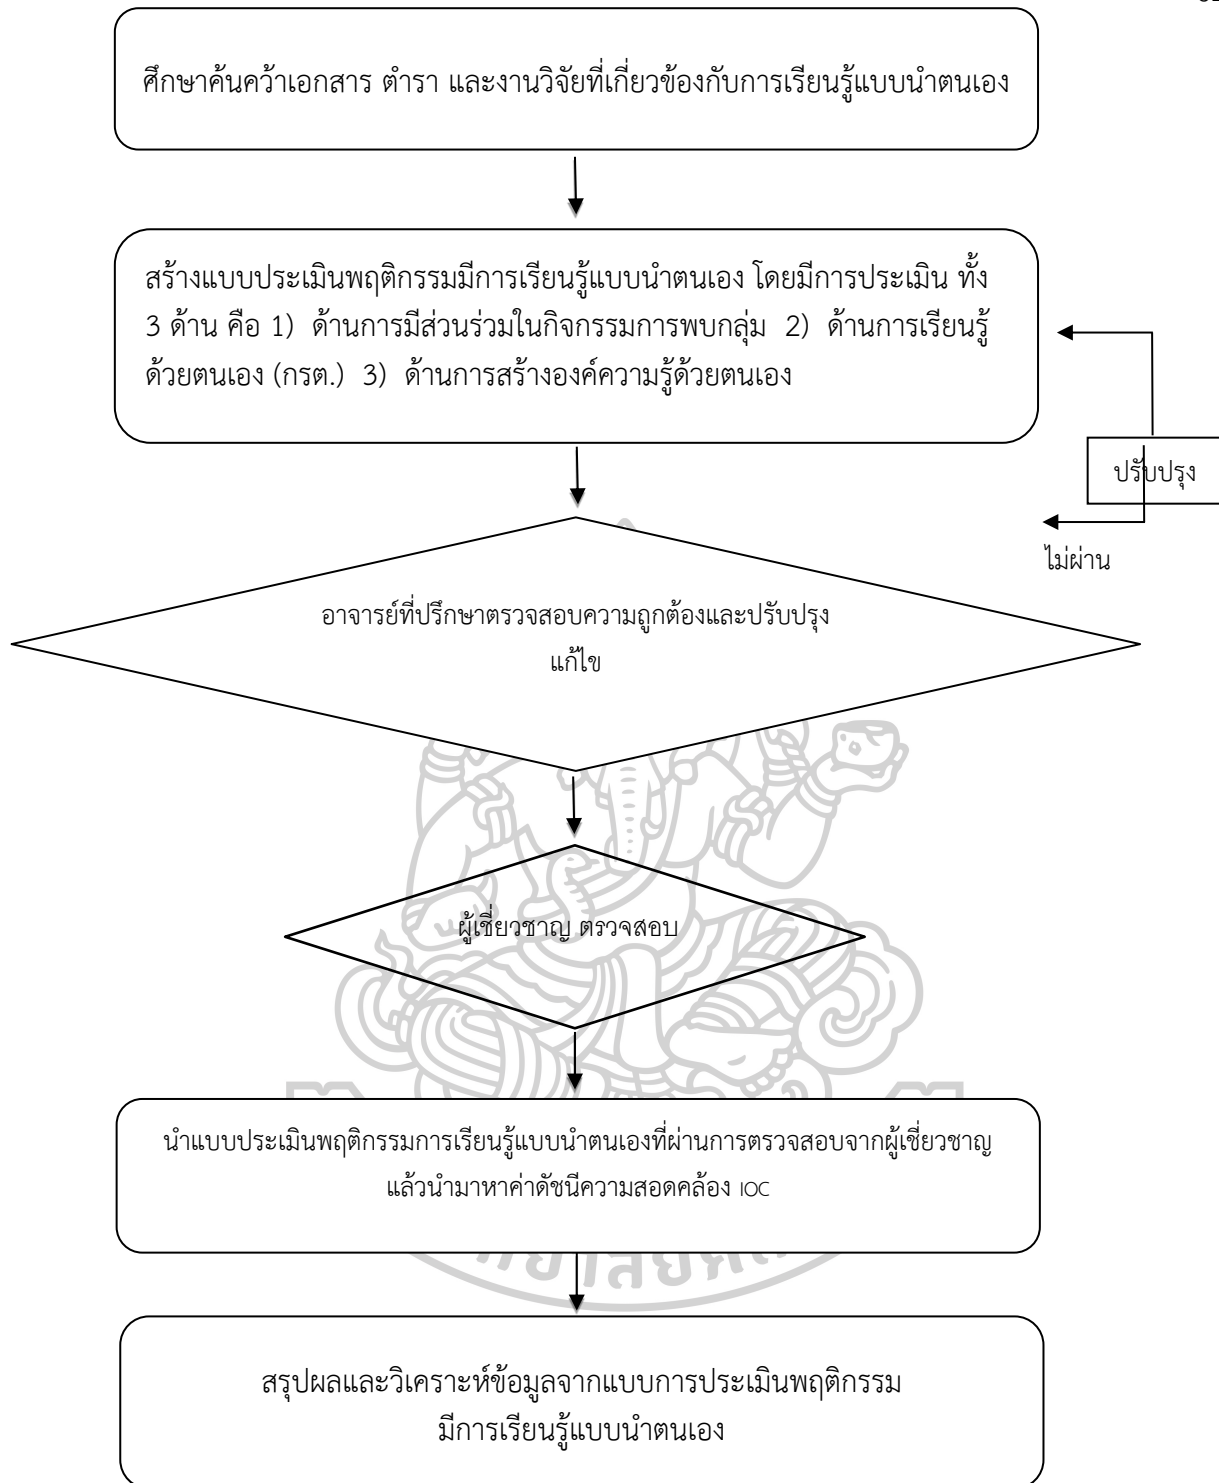 ศึกษาค้นคว้าเอกสาร ตำรา และงานวิจัยที่เกี่ยวข้องกับการเรียนรู้แบบนำตนเอง
สร้างแบบประเมินพฤติกรรมมีการเรียนรู้แบบนำตนเอง โดยมีการประเมิน ทั้ง
3 ด้าน คือ 1) ด้านการมีส่วนร่วมในกิจกรรมการพบกลุ่ม 2) ด้านการเรียนรู้
ด้วยตนเอง (กรต.) 3) ด้านการสร้างองค์ความรู้ด้วยตนเอง
ปรับปรุง
ไม่ผ่าน
อาจารย์ที่ปรึกษาตรวจสอบความถูกต้องและปรับปรุง
แก้ไข
ผู้เชี่ยวชาญ ตรวจสอบ
นำแบบประเมินพฤติกรรมการเรียนรู้แบบนำตนเองที่ผ่านการตรวจสอบจากผู้เชี่ยวชาญ
แล้วนำมาหาค่าดัชนีความสอดคล้อง IOC
สรุปผลและวิเคราะห์ข้อมูลจากแบบการประเมินพฤติกรรม
มีการเรียนรู้แบบนำตนเอง